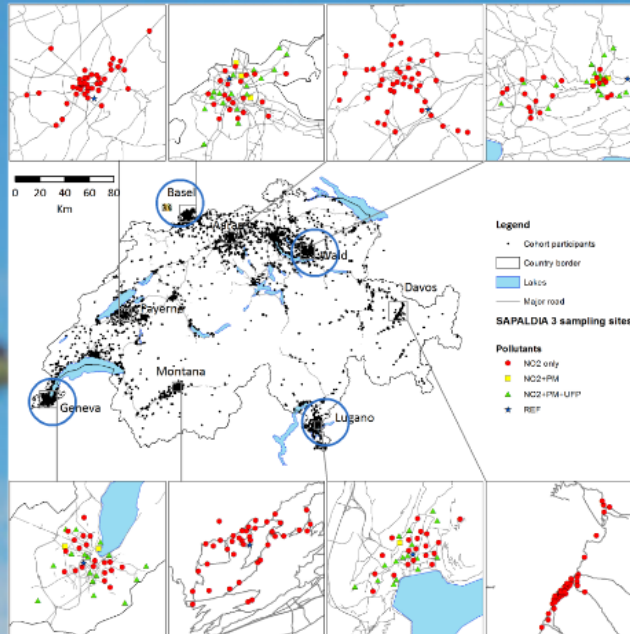 0 20 40 60 80
Km
Basel
Wald
Davos
Payerne
Montana
Geneva
Lugano
Legend
Cohort participants
Country border
Lakes
Major road
SAPALDIA 3 sampling sites
Pollutants
NO2 only
NO2+PM
NO2+PM+UFP
REF